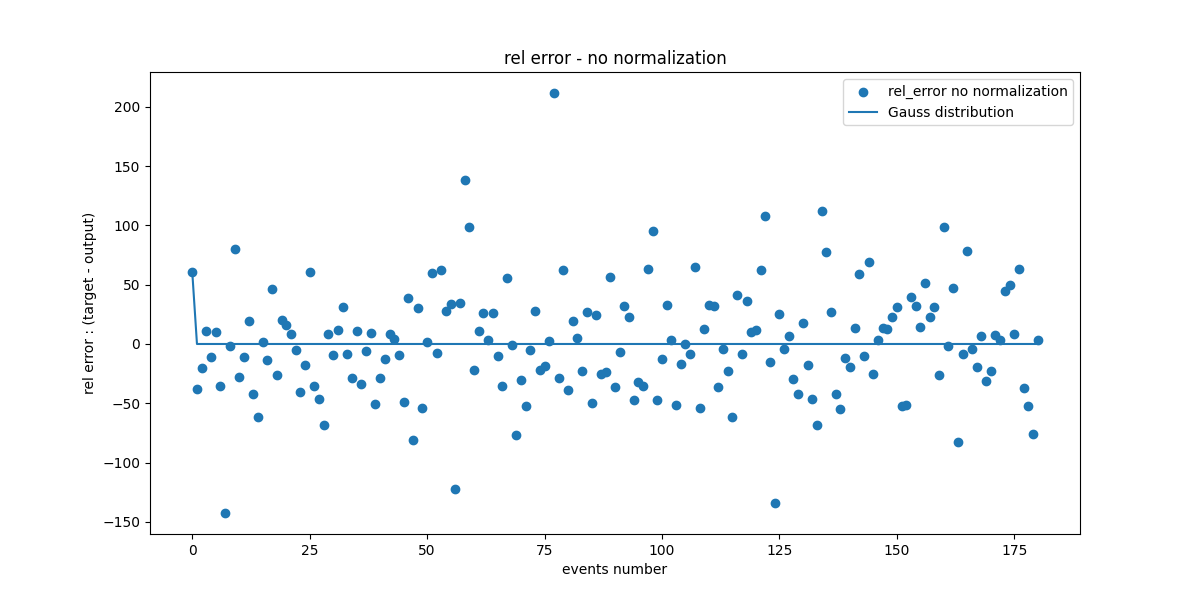 rel error - no normalization
rel_error no normalization
Gauss distribution
rel error : (target - output)
200
150
100
50
0
−50
−100
−150
0 25 50 75 100 125 150 175
events number